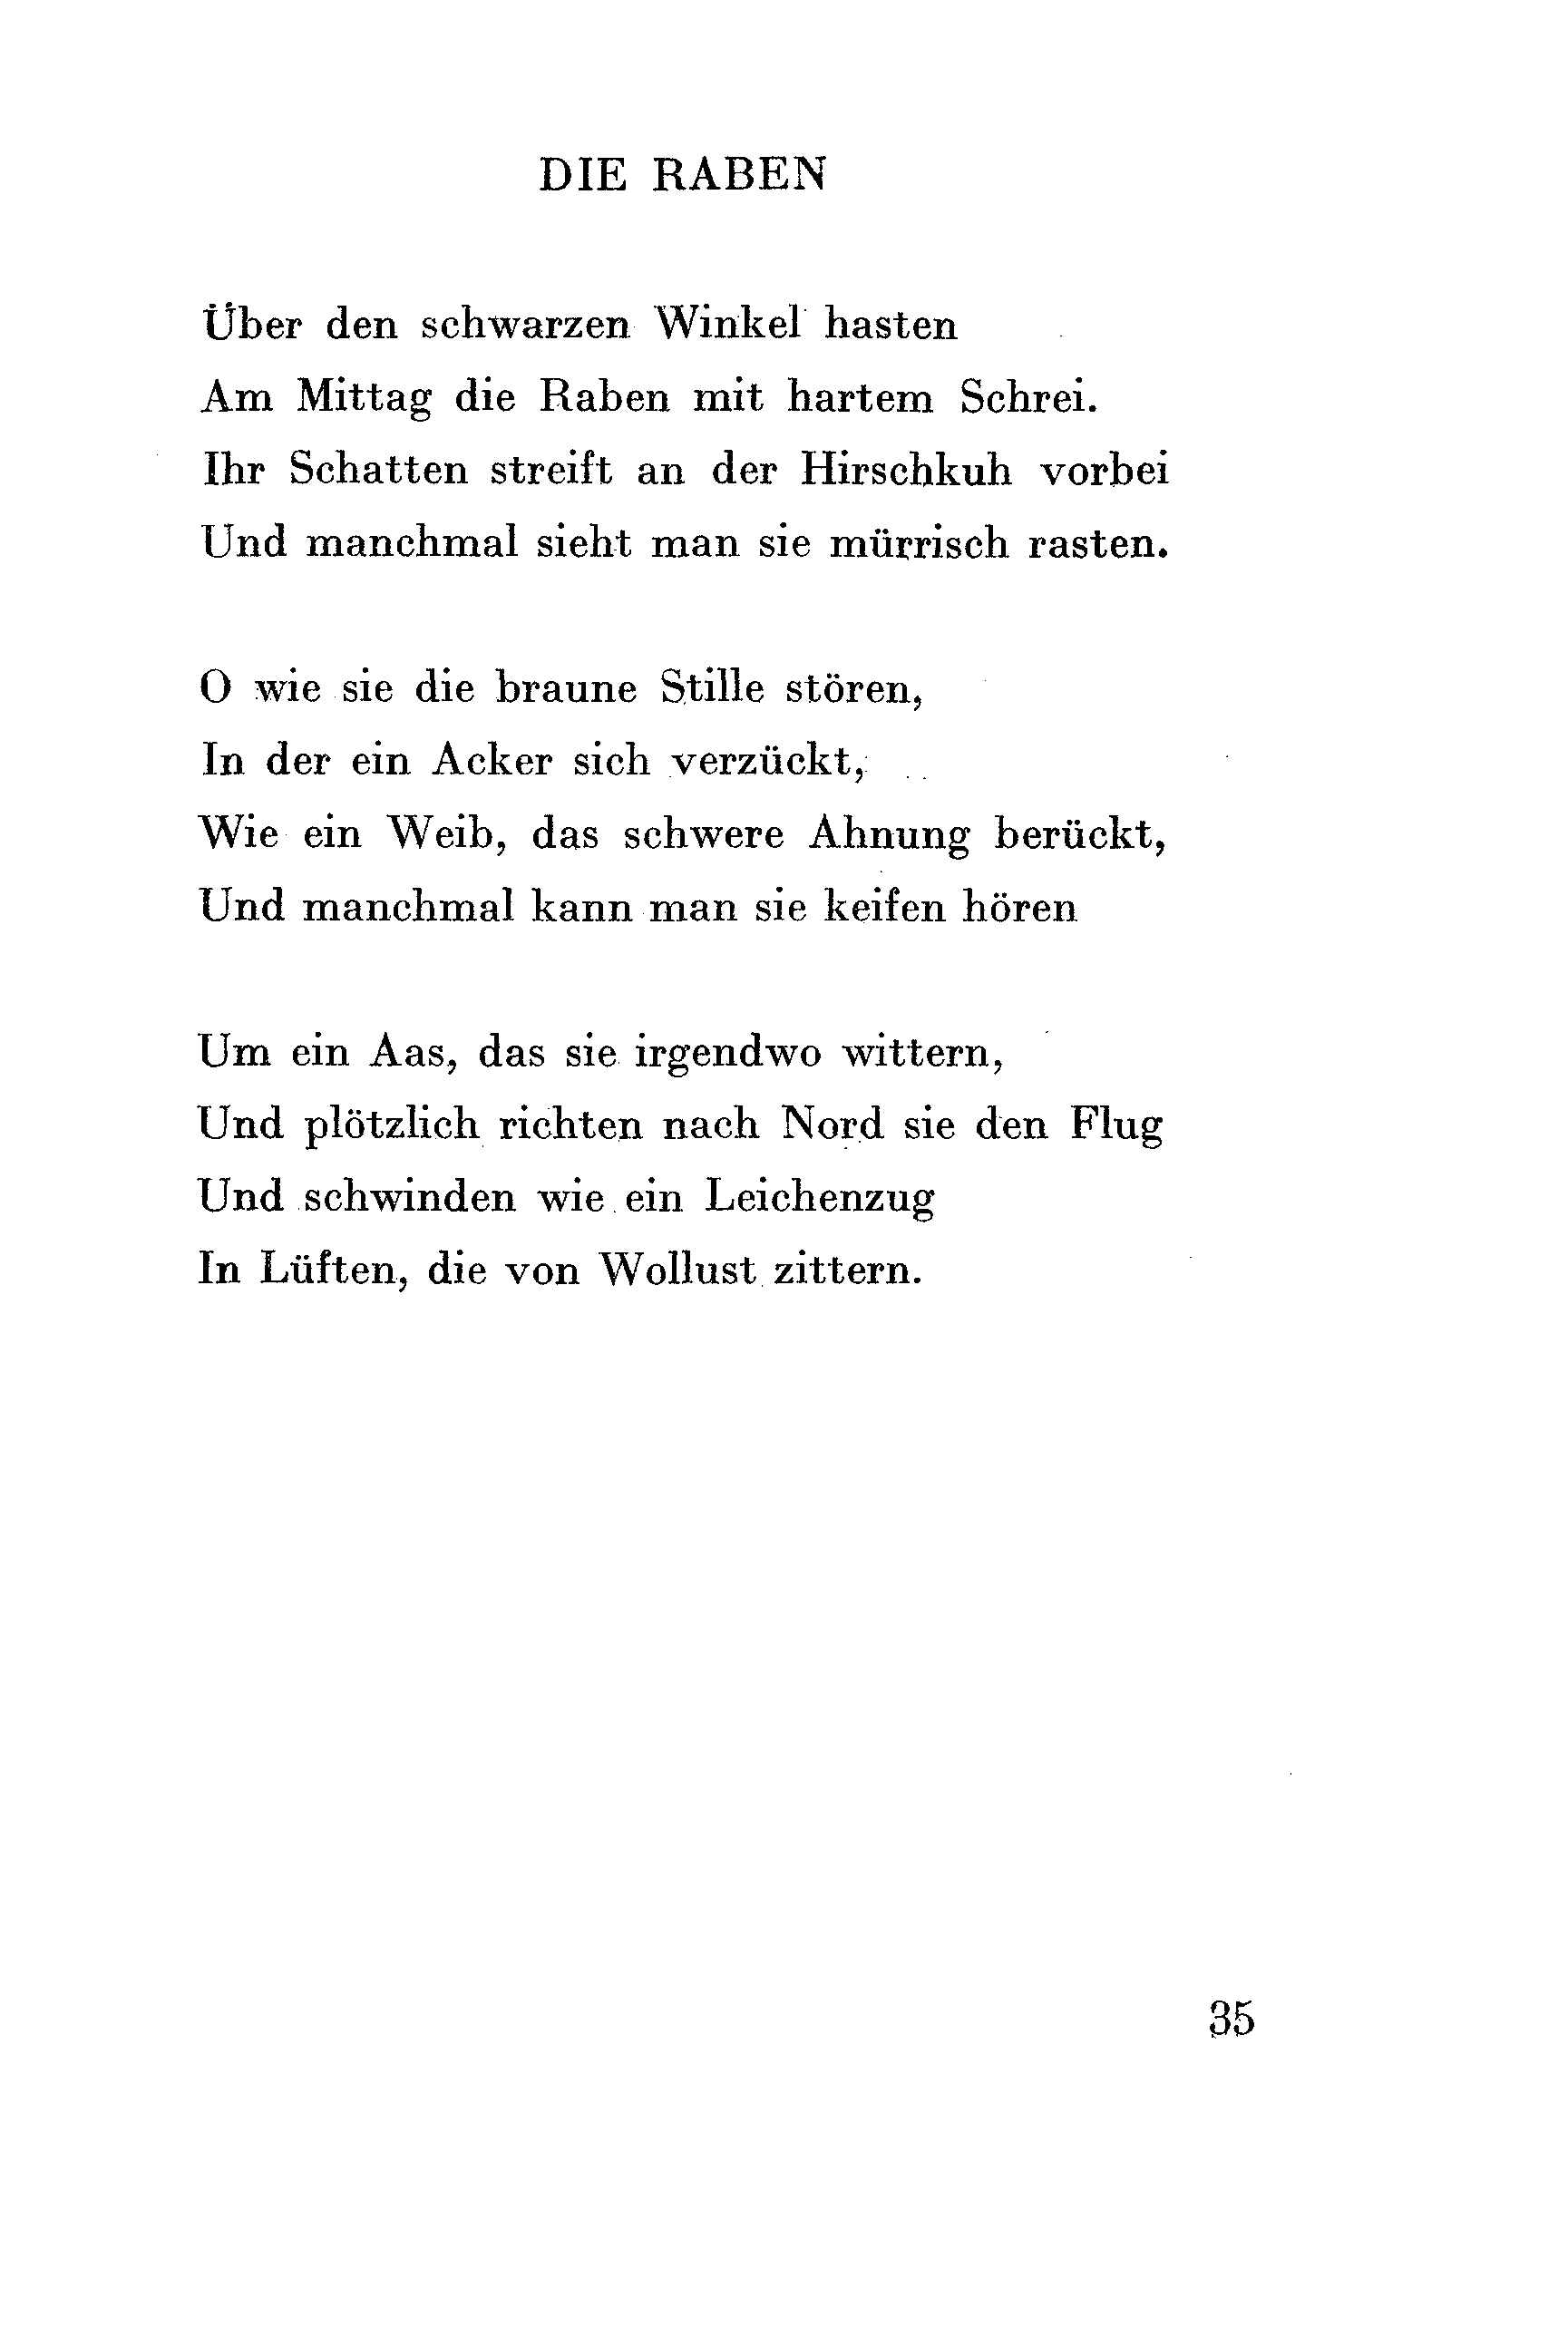 DIE RABEN
Über den schwarzen Winkel hasten
Am Mittag die Raben mit hartem Schrei.
Ihr Schatten streift an der Hirschkuh vorbei
Und manchmal sieht man sie mürrisch rasten.
O wie sie die braune Stille stören,
In der ein Acker sich verzückt,
Wie ein Weib, das schwere Ahnung berückt,
Und manchmal kann man sie keifen hören
Um ein Aas, das sie irgendwo wittern,
Und plötzlich richten nach Nord sie den Flug
Und schwinden wie ein Leichenzug
In Lüften, die von Wollust zittern.
35